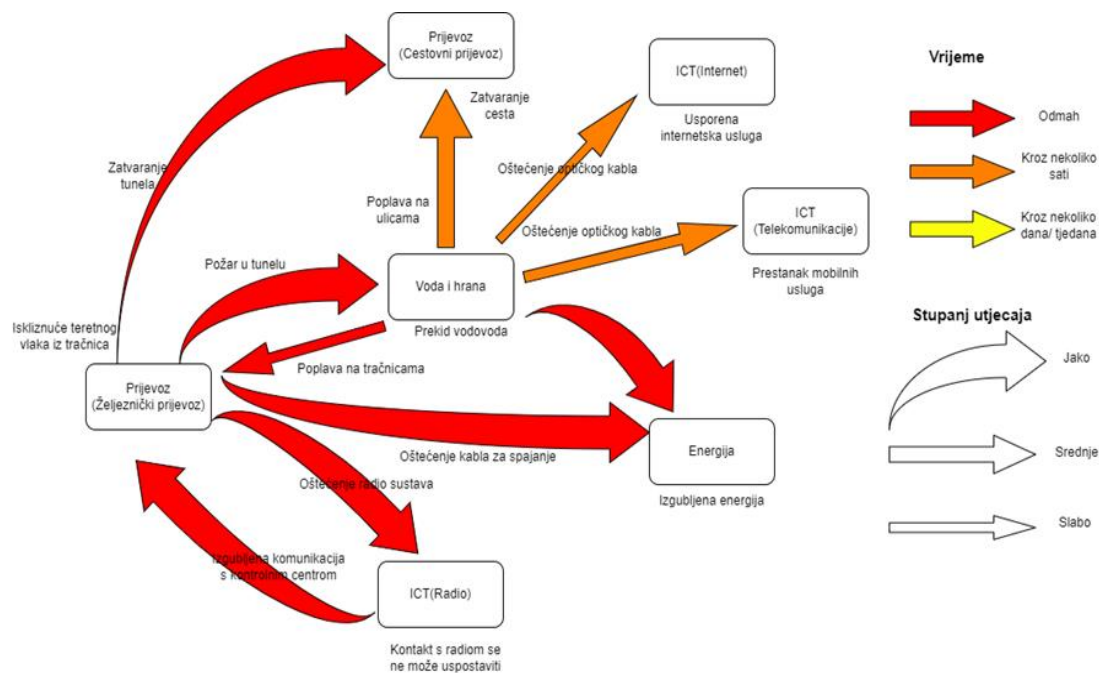 Prijevoz
(Cestovni prijevoz)
Zatvaranje
cesta
ICT(Internet)
Usporena
internetska usluga
Zatvaranje
tunela
Poplava na
ulicama
Oštećenje optičkog kabla
Oštećenje optičkog kabla
ICT
(Telekomunikacije)
Prestanak mobilnih
usluga
Požar u tunelu
Voda i hrana
Prekid vodovoda
Iskliznuće teretnog
vlaka iz tračnica
Prijevoz
(Željeznički prijevoz)
Poplava na tračnicama
Oštećenje kabla za spajanje
Energija
Izgubljena energija
Oštećenje radio sustava
Izgubljena komunikacija
s kontrolnim centrom
ICT(Radio)
Kontakt s radiom se
ne može uspostaviti
Vrijeme
Odmah
Kroz nekoliko
sati
Kroz nekoliko
dana/ tjedana
Stupanj utjecaja
Jako
Srednje
Slabo